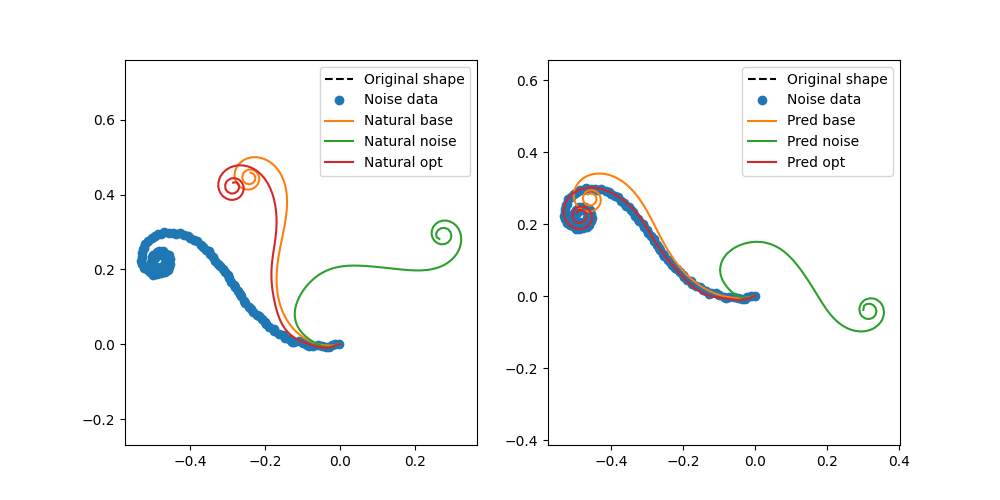 Original shape
Noise data
Natural base
Natural noise
Natural opt
0.6
0.4
0.2
0.0
−0.2
−0.4
−0.2
0.0
0.2
Original shape
Noise data
Pred base
Pred noise
Pred opt
0.6
0.4
0.2
0.0
−0.2
−0.4
−0.4
−0.2
0.0
0.2
0.4